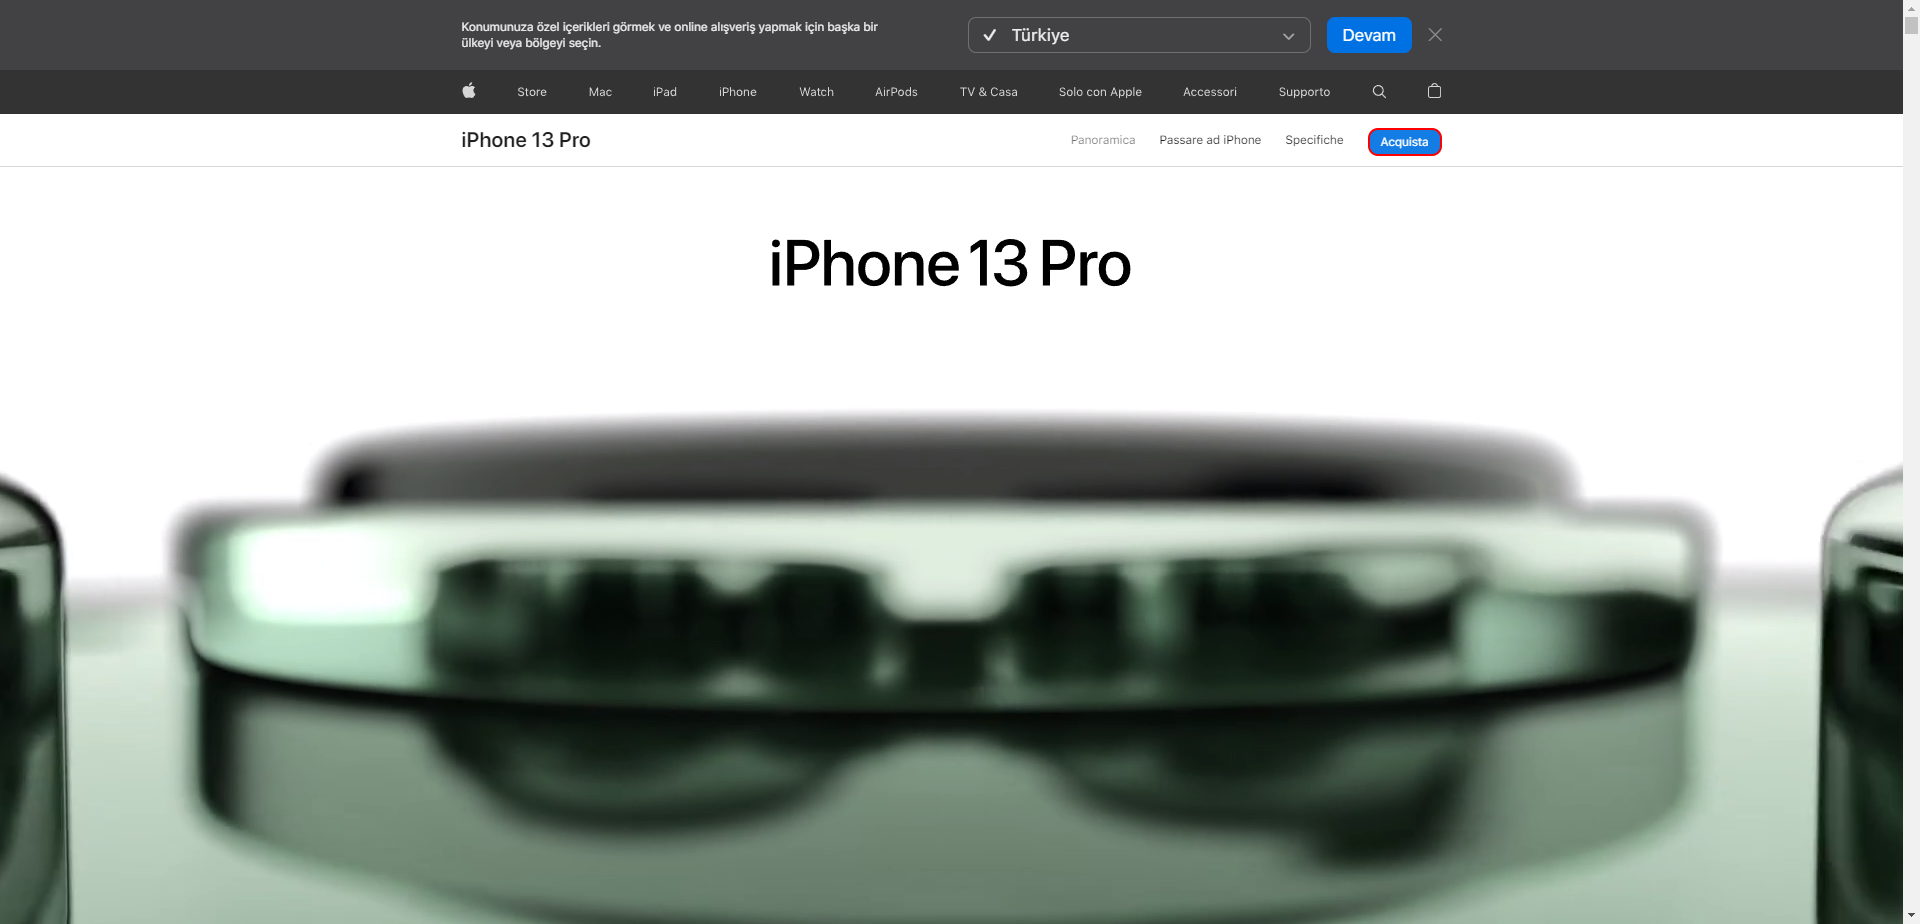 Konumunuza özel içerikleri görmek ve online alışveriş yapmak için başka bir
ülkeyi veya bölgeyi seçin.
Türkiye
Devam
Store Mac iPad iPhone Watch AirPods TV & Casa Solo con Apple Accessori Supporto
iPhone 13 Pro
Panoramica Passare ad iPhone Specifiche Acquista
iPhone 13 Pro